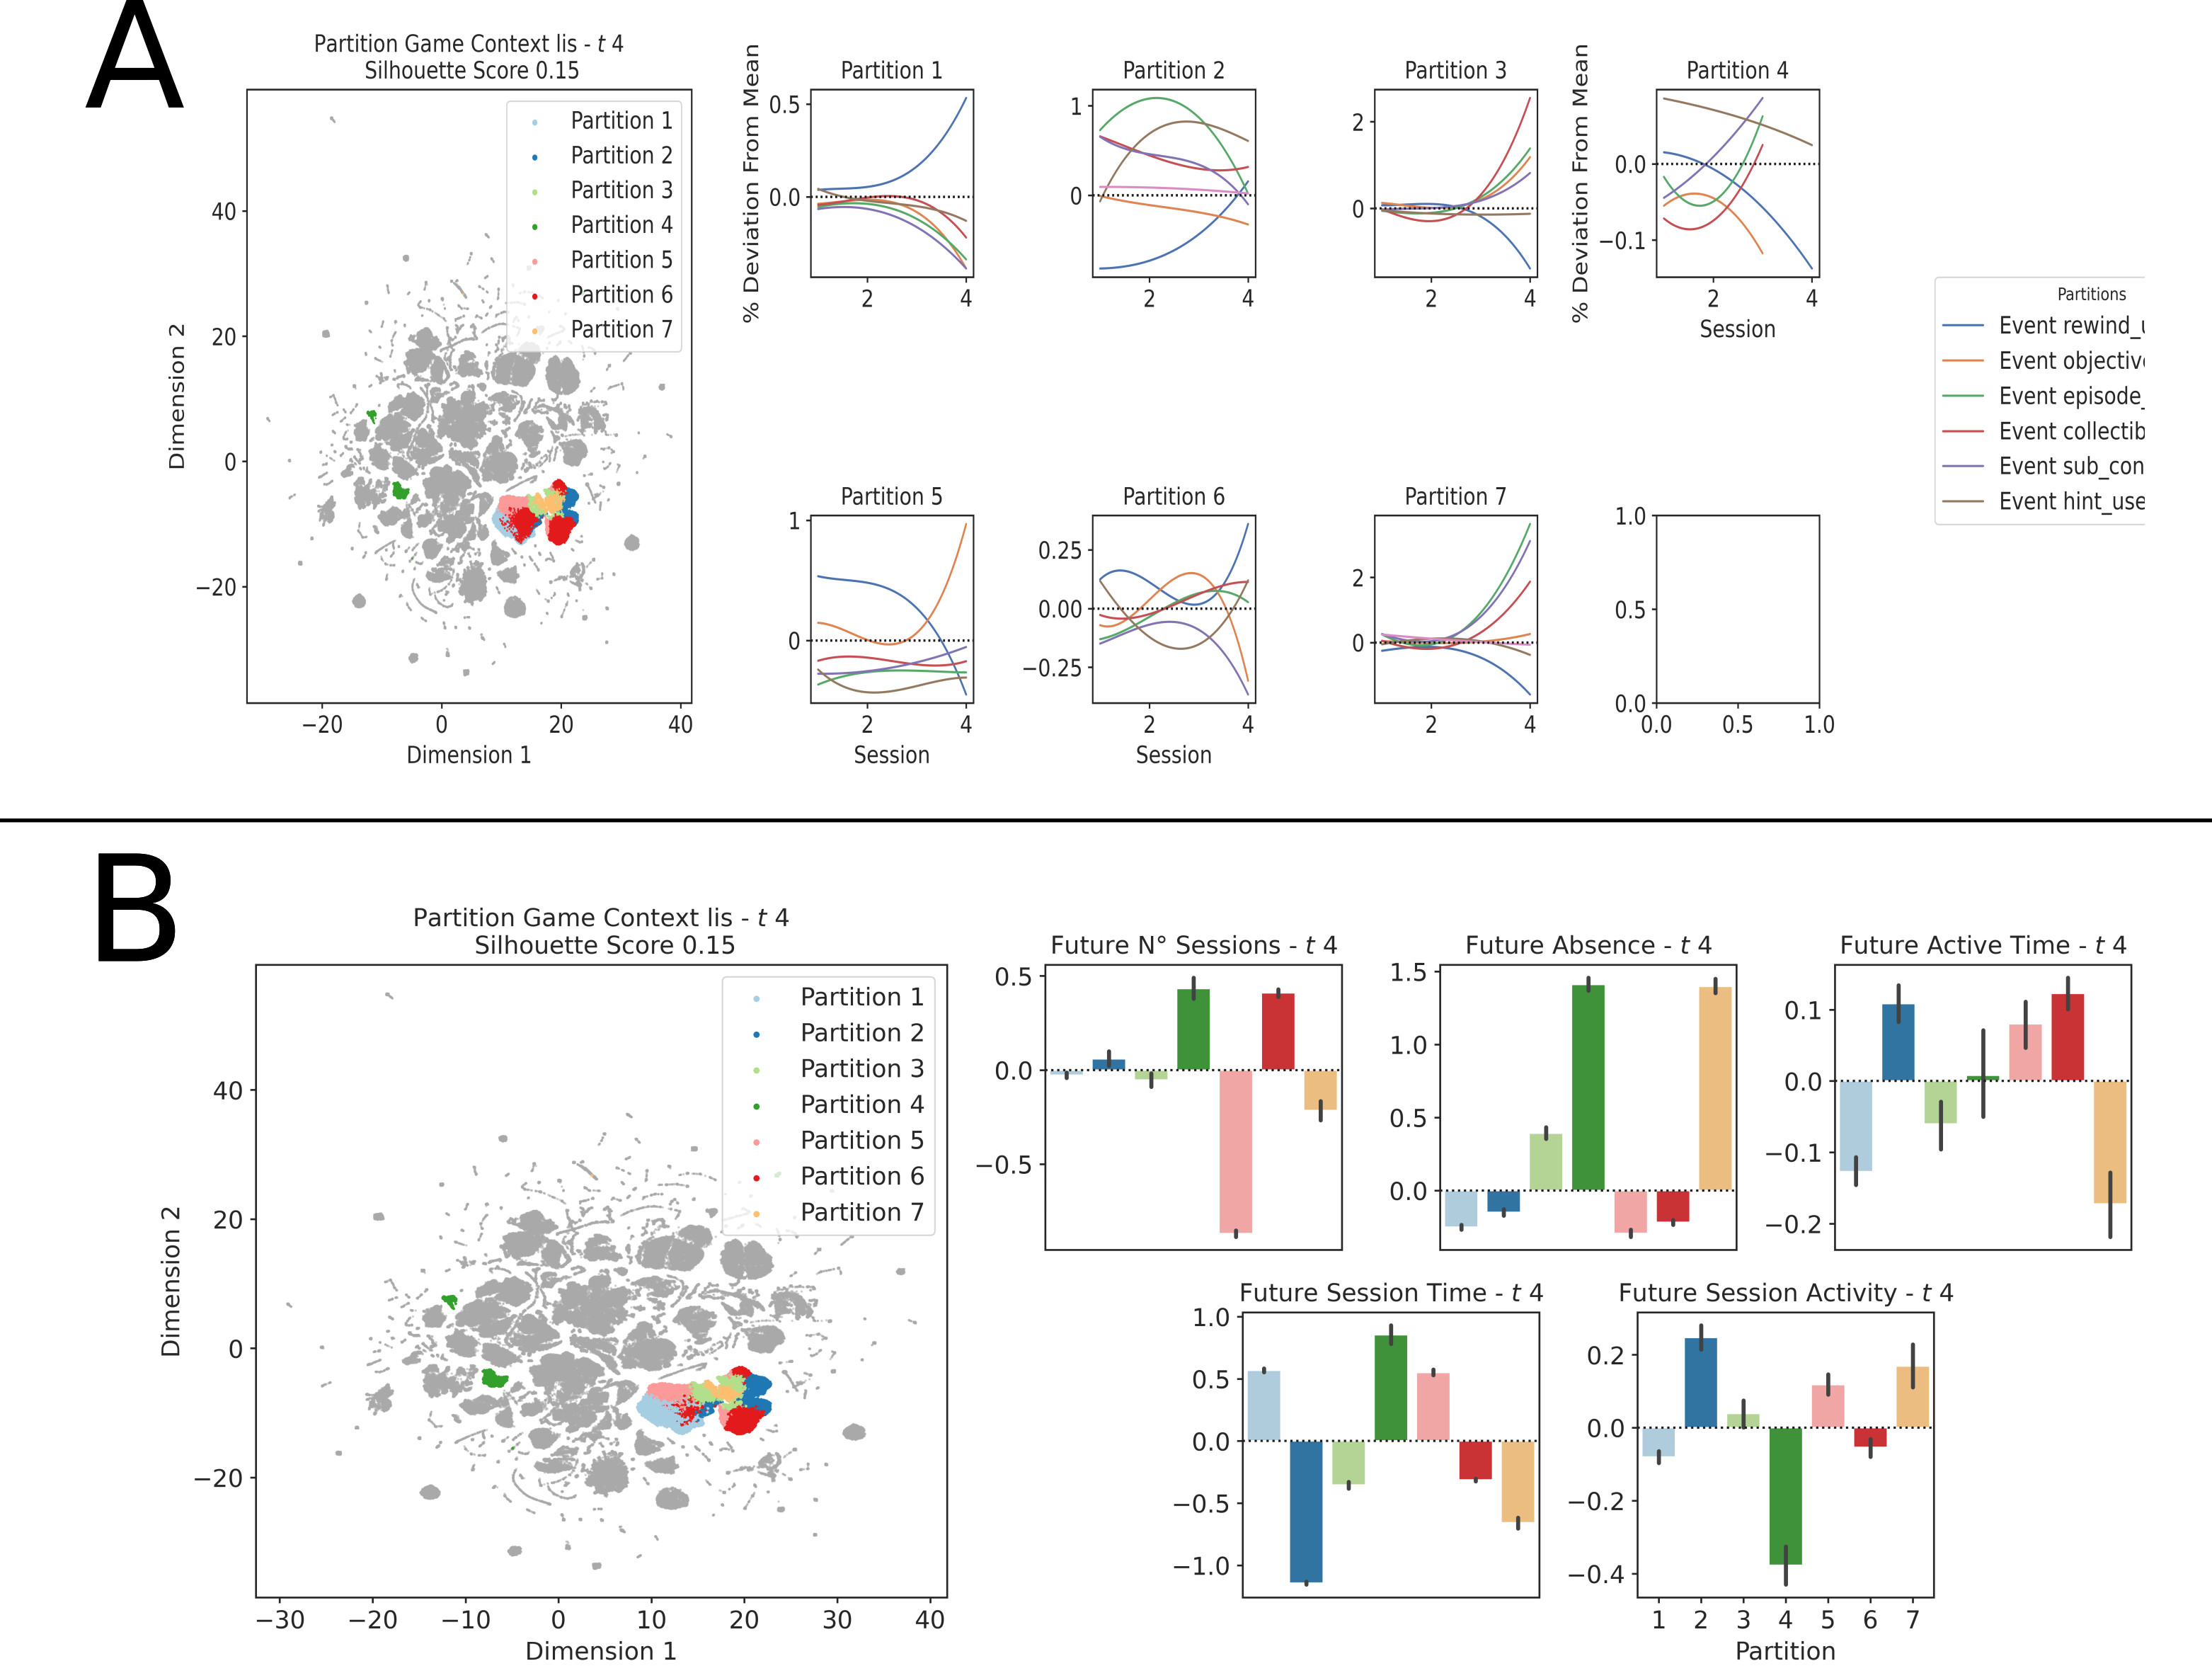 A
Partition Game Context lis - t 4
Silhouette Score 0.15
Partition 1
Partition 2
Partition 3
Partition 4
Partition 5
Partition 6
Partition 7
Dimension 2
40
20
0
−20
−20 0 20 40
Dimension 1
% Deviation From Mean
Partition 1
0.5
0.0
2 4
Partition 2
1
0
2 4
Partition 3
2
0
2 4
% Deviation From Mean
Partition 4
0.0
−0.1
2 4
Session
Partitions
Event rewind_u
Event objective
Event episode_
Event collectib
Event sub_con
Event hint_use
Partition 5
1
0
2 4
Session
Partition 6
0.25
0.00
−0.25
2 4
Session
Partition 7
2
0
2 4
1.0
0.5
0.0
0.0 0.5 1.0
B
Partition Game Context lis - t 4
Silhouette Score 0.15
Partition 1
Partition 2
Partition 3
Partition 4
Partition 5
Partition 6
Partition 7
Dimension 2
40
20
0
−20
−30 −20 −10 0 10 20 30 40
Dimension 1
Future N° Sessions - t 4
0.5
0.0
−0.5
Future Absence - t 4
1.5
1.0
0.5
0.0
Future Active Time - t 4
0.1
0.0
−0.1
−0.2
Future Session Time - t 4
1.0
0.5
0.0
−0.5
−1.0
Future Session Activity - t 4
0.2
0.0
−0.2
−0.4
1 2 3 4 5 6 7
Partition